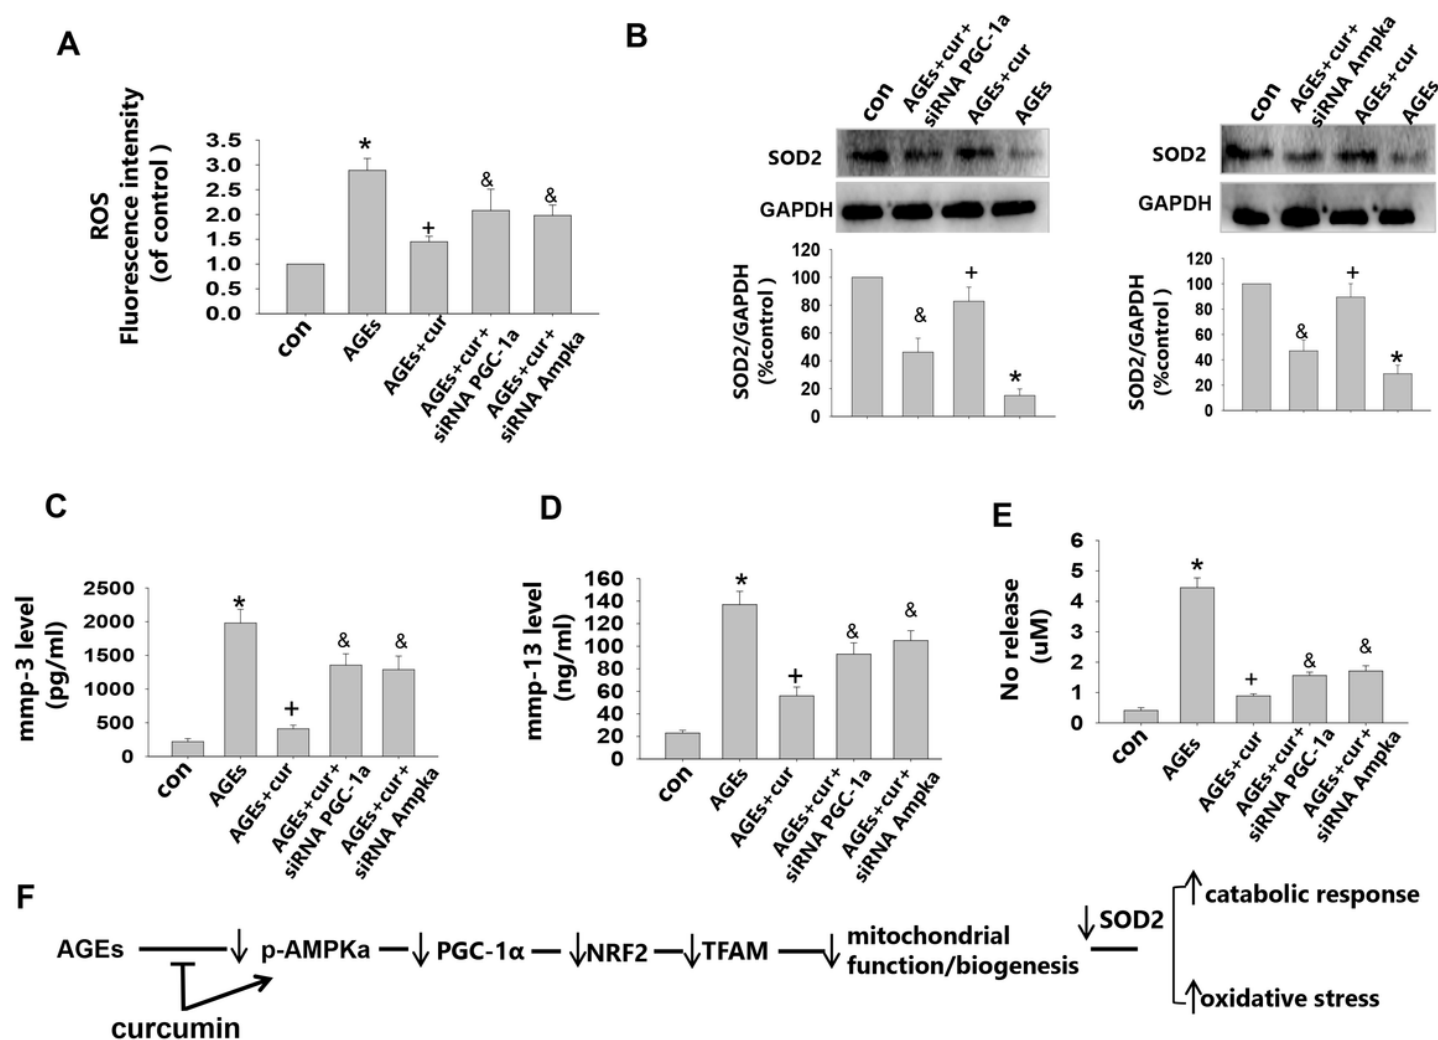 A
ROS
Fluorescence intensity
(of control )
3.5
3.0
2.5
2.0
1.5
1.0
0.5
0.0
*
+
&
&
con
AGEs
AGEs+cur
AGEs+cur+
siRNA PGC-1a
AGEs+cur+
siRNA Ampka
B
con
AGEs+cur+
siRNA PGC-1a
AGEs+cur
AGEs
SOD2
GAPDH
SOD2/GAPDH
(%control )
120
100
80
60
40
20
0
&
+
*
con
AGEs+cur+
siRNA Ampka
AGEs+cur
AGEs
SOD2
GAPDH
SOD2/GAPDH
(%control )
120
100
80
60
40
20
0
&
+
*
C
mmp-3 level
(pg/ml)
2500
2000
1500
1000
500
0
*
+
&
&
con
AGEs
AGEs+cur
AGEs+cur+
siRNA PGC-1a
AGEs+cur+
siRNA Ampka
D
mmp-13 level
(ng/ml)
160
140
120
100
80
60
40
20
0
*
+
&
&
con
AGEs
AGEs+cur
AGEs+cur+
siRNA PGC-1a
AGEs+cur+
siRNA Ampka
E
No release
(uM)
6
5
4
3
2
1
0
*
+
&
&
con
AGEs
AGEs+cur
AGEs+cur+
siRNA PGC-1a
AGEs+cur+
siRNA Ampka
F
AGEs
↓ p-AMPKa
↓ PGC-1α
↓NRF2
↓TFAM
↓ mitochondrial
function/biogenesis
↓ SOD2
↑ catabolic response
↑oxidative stress
curcumin